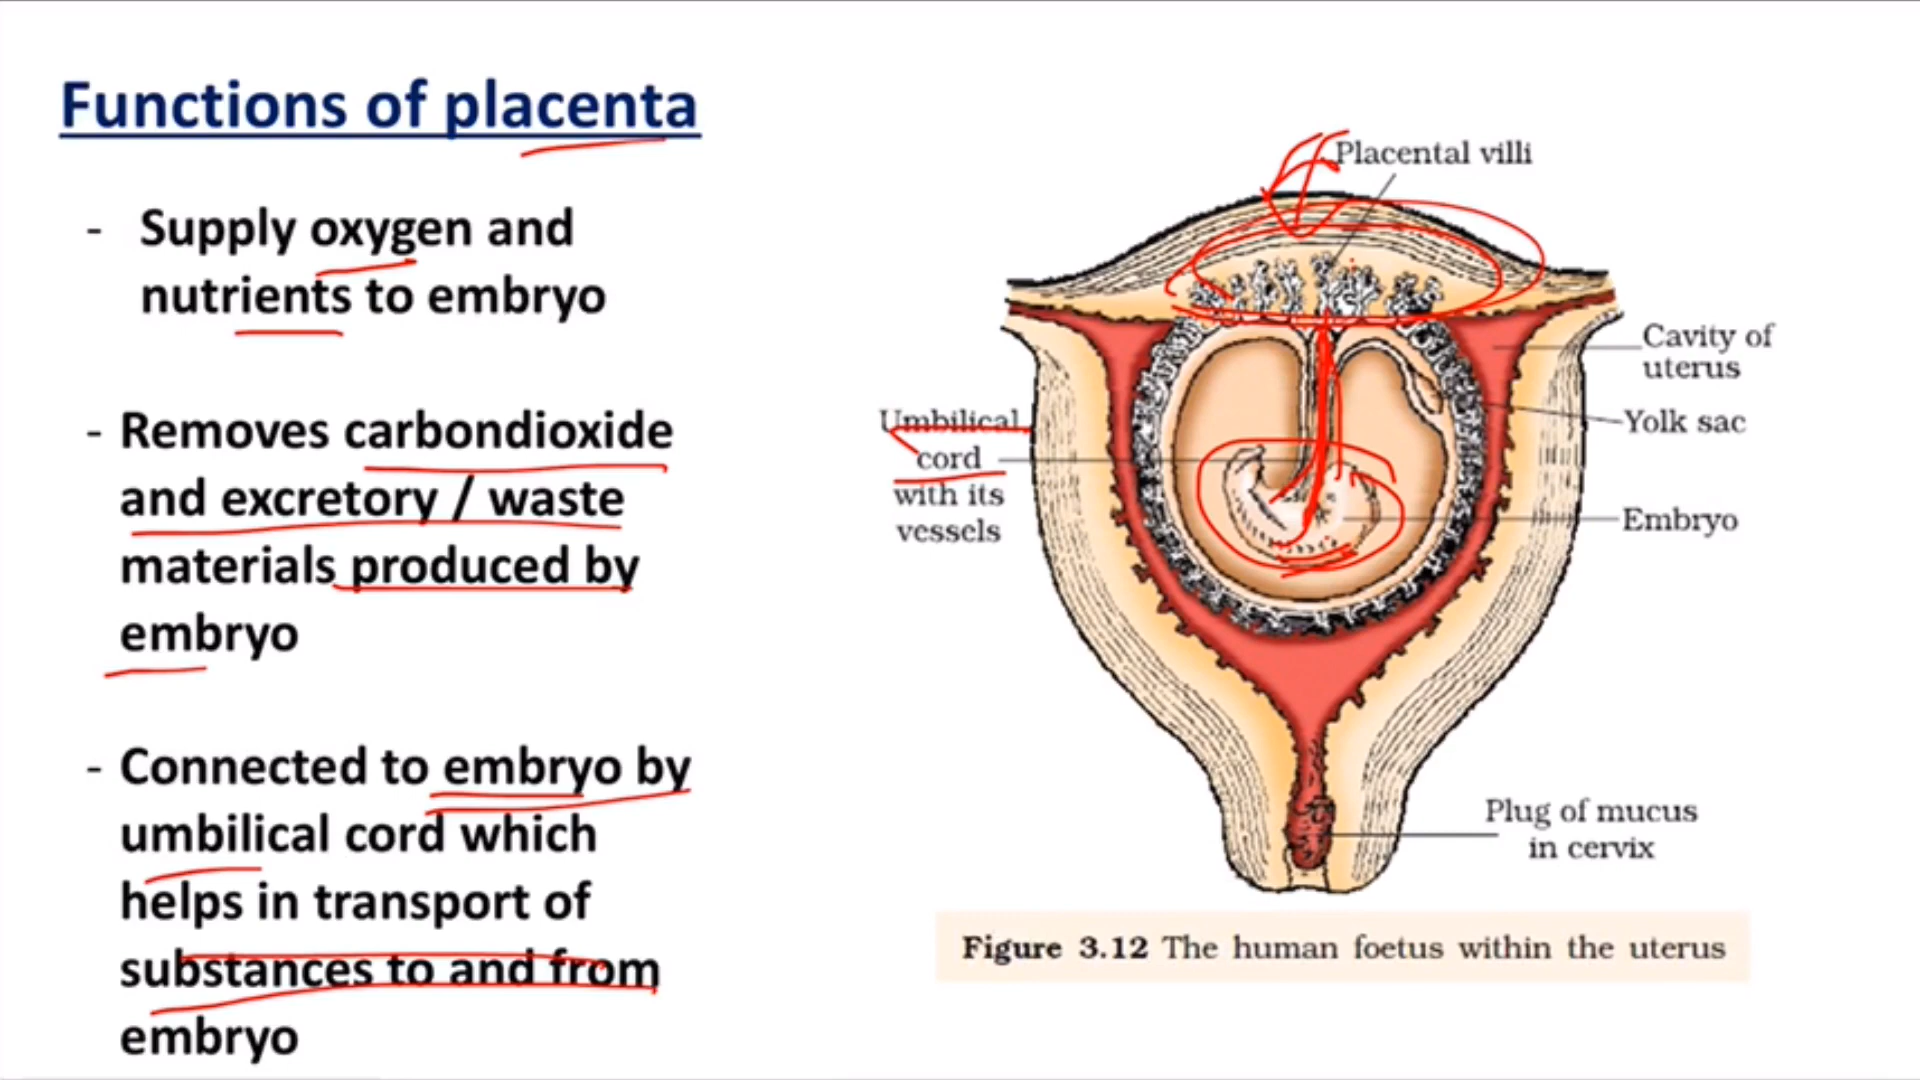 Functions of placenta
- Supply oxygen and
nutrients to embryo
- Removes carbondioxide
and excretory / waste
materials produced by
embryo
- Connected to embryo by
umbilical cord which
helps in transport of
substances to and from
embryo
Placental villi
Cavity of
uterus
Yolk sac
Umbilical
cord
with its
vessels
Embryo
Plug of mucus
in cervix
Figure 3.12 The human foetus within the uterus